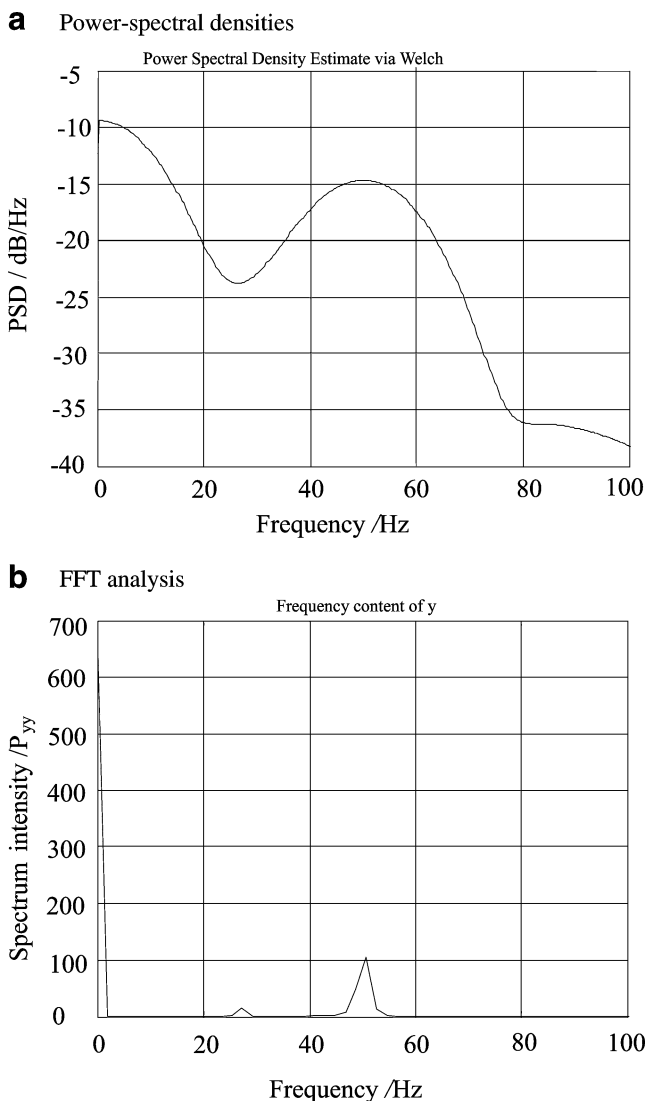 a Power-spectral densities
Power Spectral Density Estimate via Welch
-5
-10
-15
-20
-25
-30
-35
-40
PSD / dB/Hz
0 20 40 60 80 100
Frequency /Hz
b FFT analysis
Frequency content of y
700
600
500
400
300
200
100
0
Spectrum intensity /Pyy
0 20 40 60 80 100
Frequency /Hz